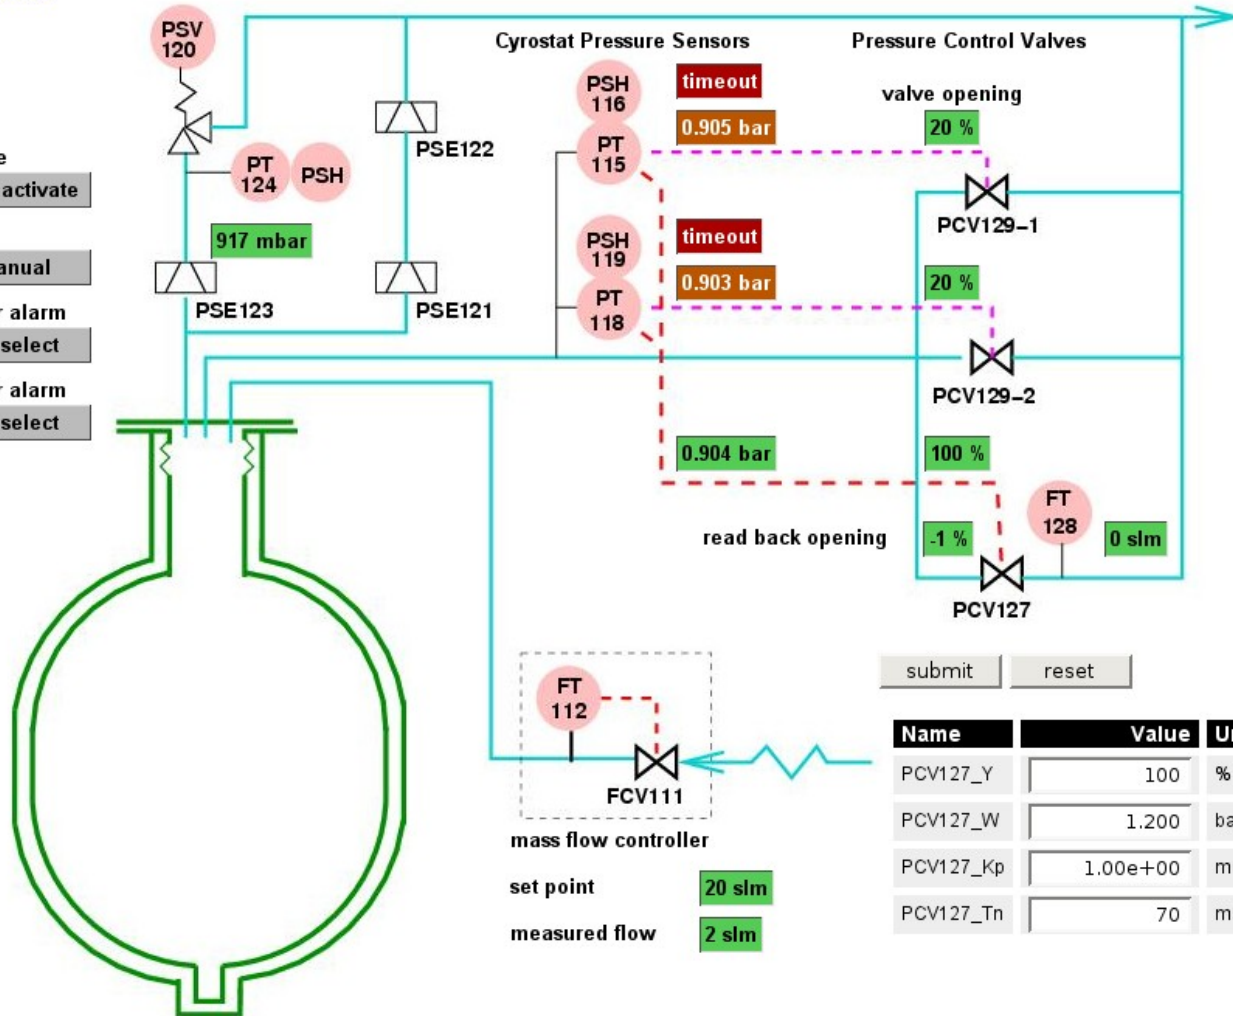 PSV
120
Cyrostat Pressure Sensors
Pressure Control Valves
PSH
116
timeout
valve opening
0.905 bar
20 %
PT
115
PSE122
e
PT
124
PSH
activate
PCV129-1
PSH
119
timeout
917 mbar
anual
0.903 bar
20 %
PT
118
PSE123
PSE121
r alarm
select
r alarm
select
PCV129-2
0.904 bar
100 %
FT
128
read back opening
-1 %
0 slm
PCV127
submit
reset
FT
112
FCV111
mass flow controller
set point
20 slm
measured flow
2 slm
Name Value U
PCV127_Y 100 %
PCV127_W 1.200 ba
PCV127_Kp 1.00e+00 m
PCV127_Tn 70 m